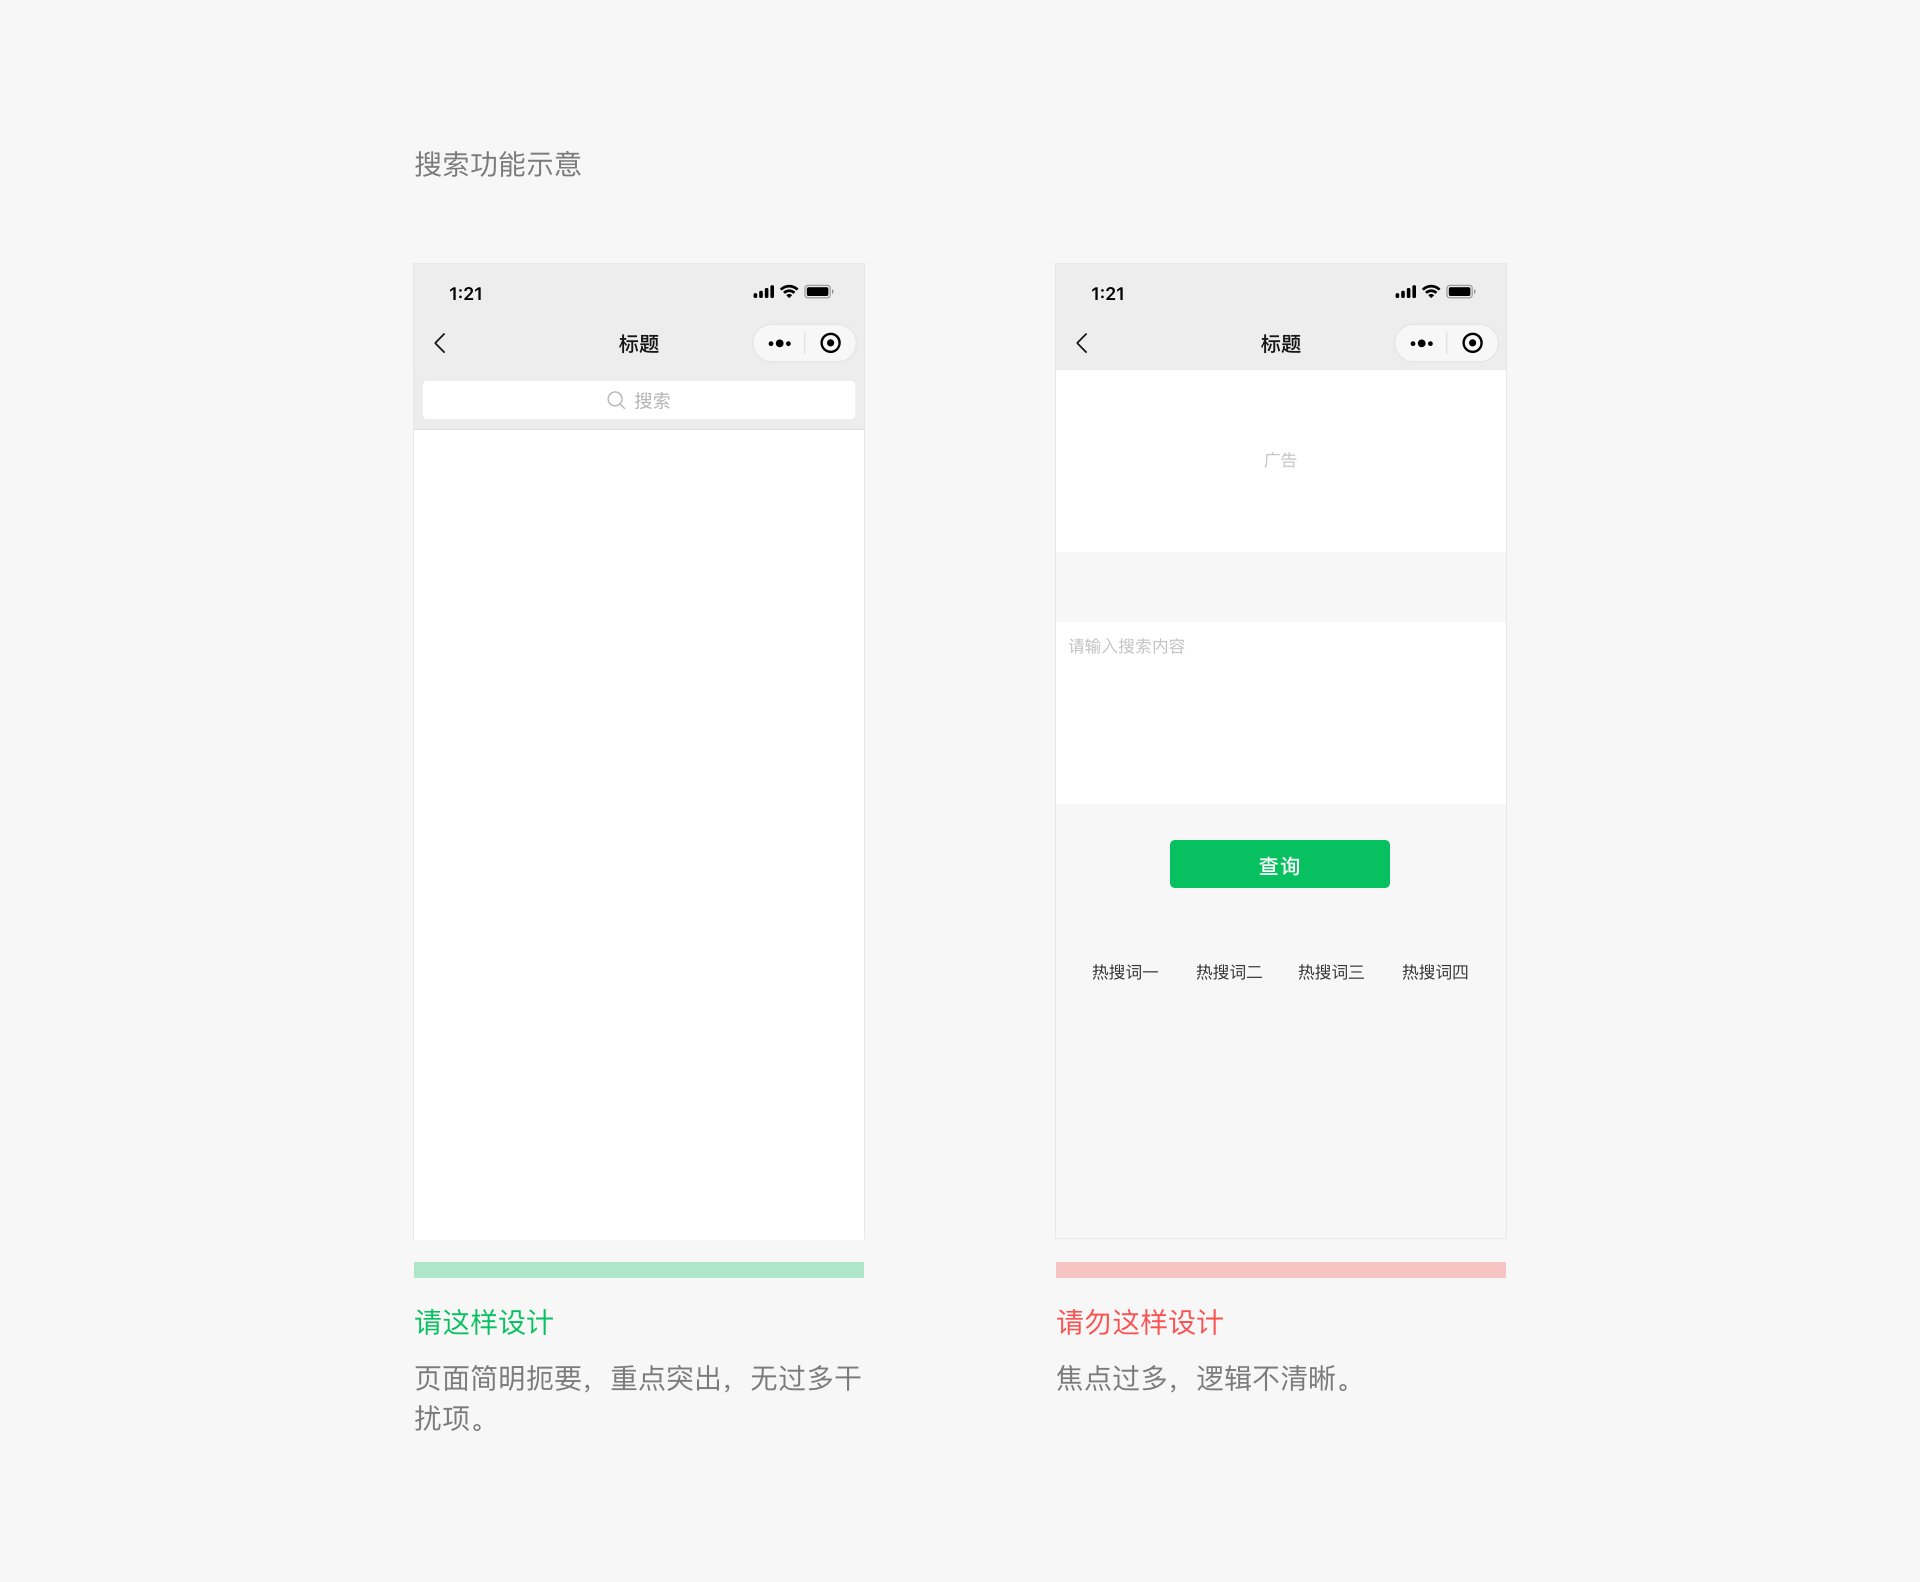 搜索功能示意
1:21
标题
搜索
请这样设计
页面简明扼要，重点突出，无过多干
扰项。
1:21
标题
广告
请输入搜索内容
查询
热搜词一 热搜词二 热搜词三 热搜词四
请勿这样设计
焦点过多，逻辑不清晰。